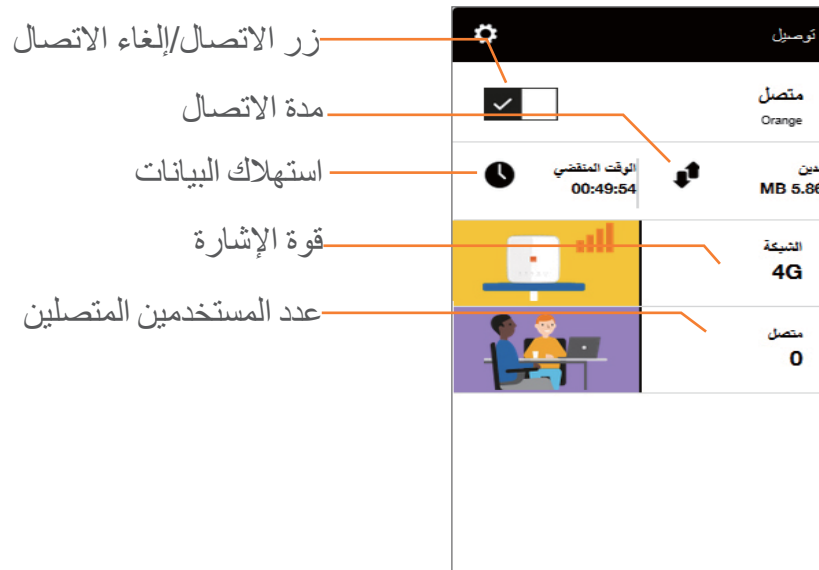 زر الاتصال/إلغاء الاتصال
مدة الاتصال
استهلاك البيانات
قوة الإشارة
عدد المستخدمين المتصلين
توصيل
متصل
Orange
الوقت المنقضي
00:49:54
MB 5.86
الشبكة
4G
متصل
0